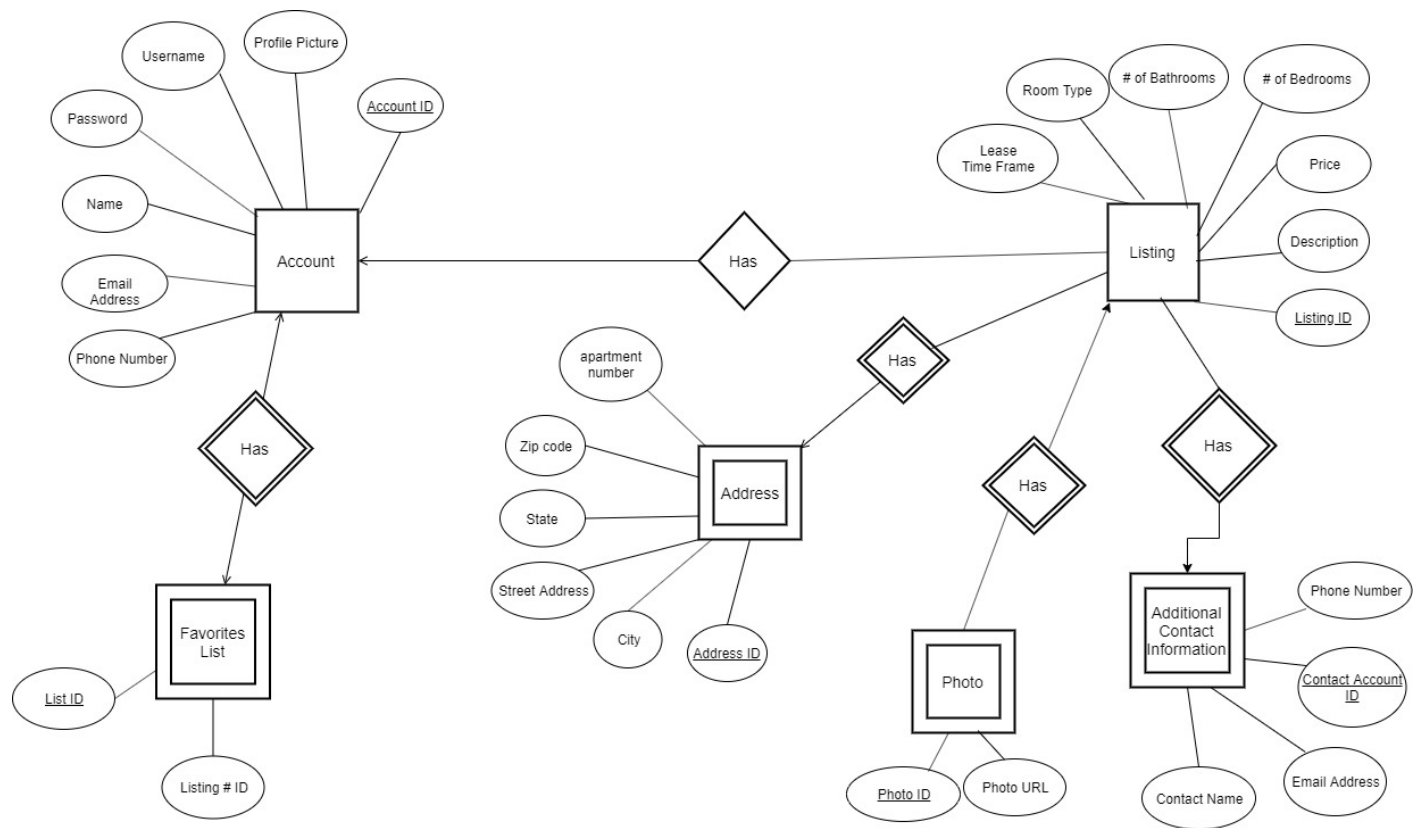 Profile Picture
Username
Account ID
Password
Name
Email
Address
Phone Number
Account
Has
# of Bathrooms
# of Bedrooms
Room Type
Lease
Time Frame
Price
Description
Listing ID
Listing
Has
Has
apartment
number
Zip code
State
Street Address
City
Address ID
Address
Has
Has
Favorites
List
List ID
Listing # ID
Photo
Photo ID
Photo URL
Additional
Contact
Information
Phone Number
Contact Account
ID
Email Address
Contact Name